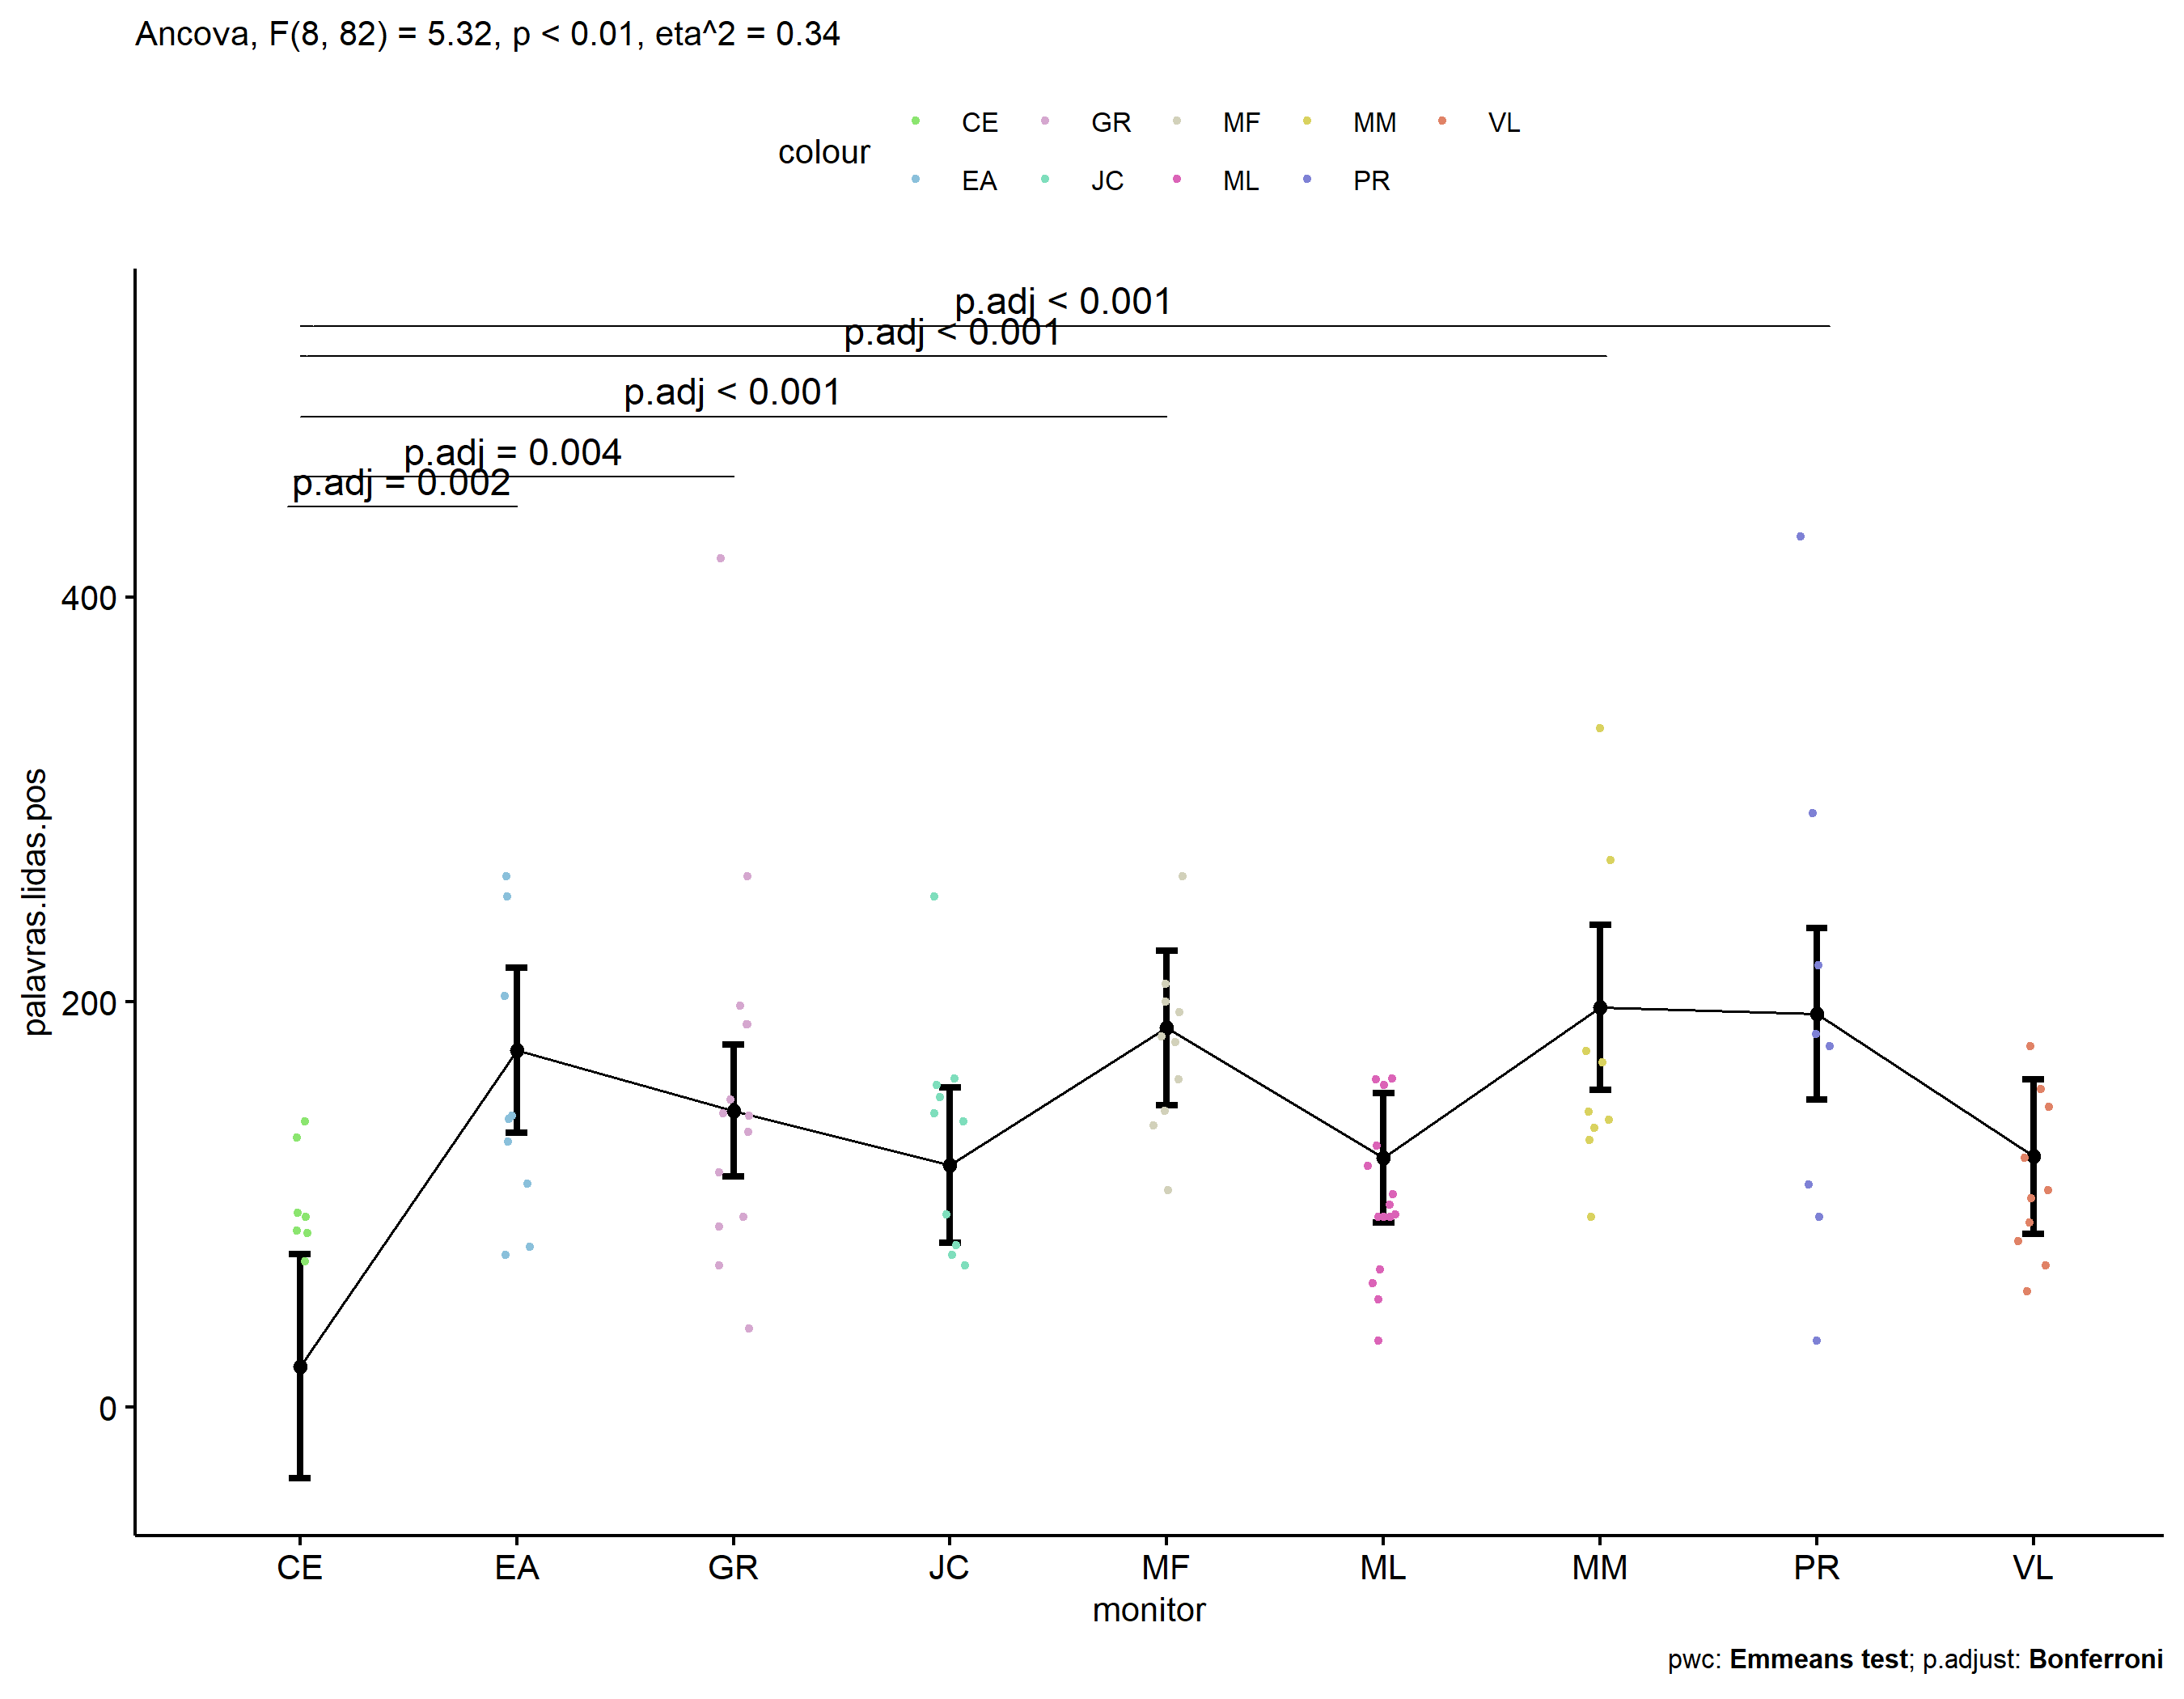 Ancova, F(8, 82) = 5.32, p < 0.01, eta^2 = 0.34
colour
CE GR MF MM VL
EA JC ML PR
p.adj < 0.001
p.adj < 0.001
p.adj < 0.001
p.adj = 0.004
p.adj = 0.002
palavras.lidas.pos
400
200
0
CE EA GR JC MF ML MM PR VL
monitor
pwc: Emmeans test; p.adjust: Bonferroni